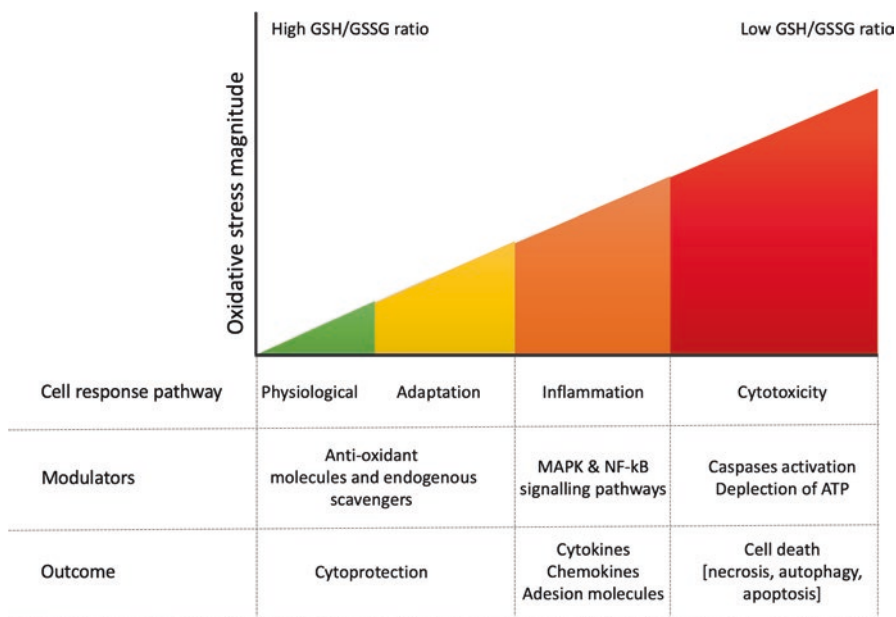 High GSH/GSSG ratio
Low GSH/GSSG ratio
Oxidative stress magnitude
Cell response pathway
Physiological
Adaptation
Inflammation
Cytotoxicity
Modulators
Anti-oxidant
molecules and endogenous
scavengers
MAPK & NF-kB
signalling pathways
Caspases activation
Deplection of ATP
Outcome
Cytoprotection
Cytokines
Chemokines
Adesion molecules
Cell death
[necrosis, autophagy,
apoptosis]